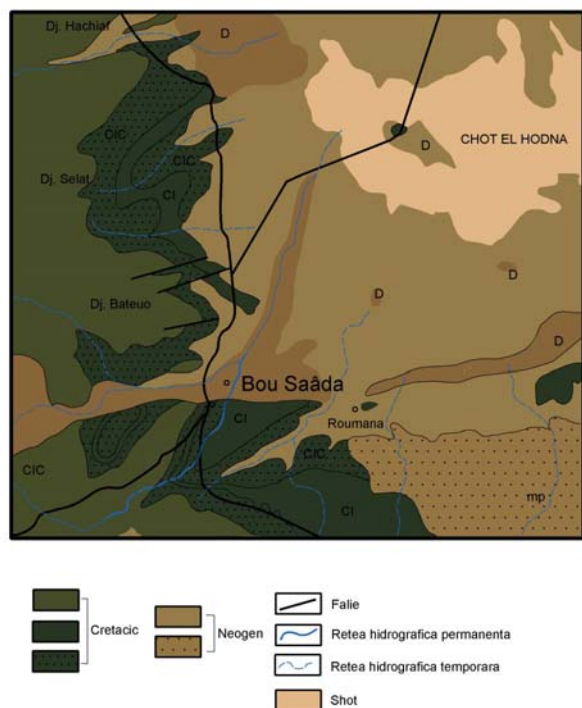 Dj. Hachiaf
D
CIC
CIC
CHOT EL HODNA
D
Dj. Selat
CI
D
D
Dj. Bateuo
D
Bou Saâda
CI
Roumana
CIC
CIC
CI
mp
Cretacic
Neogen
Falie
Retea hidrografica permanenta
Retea hidrografica temporara
Shot